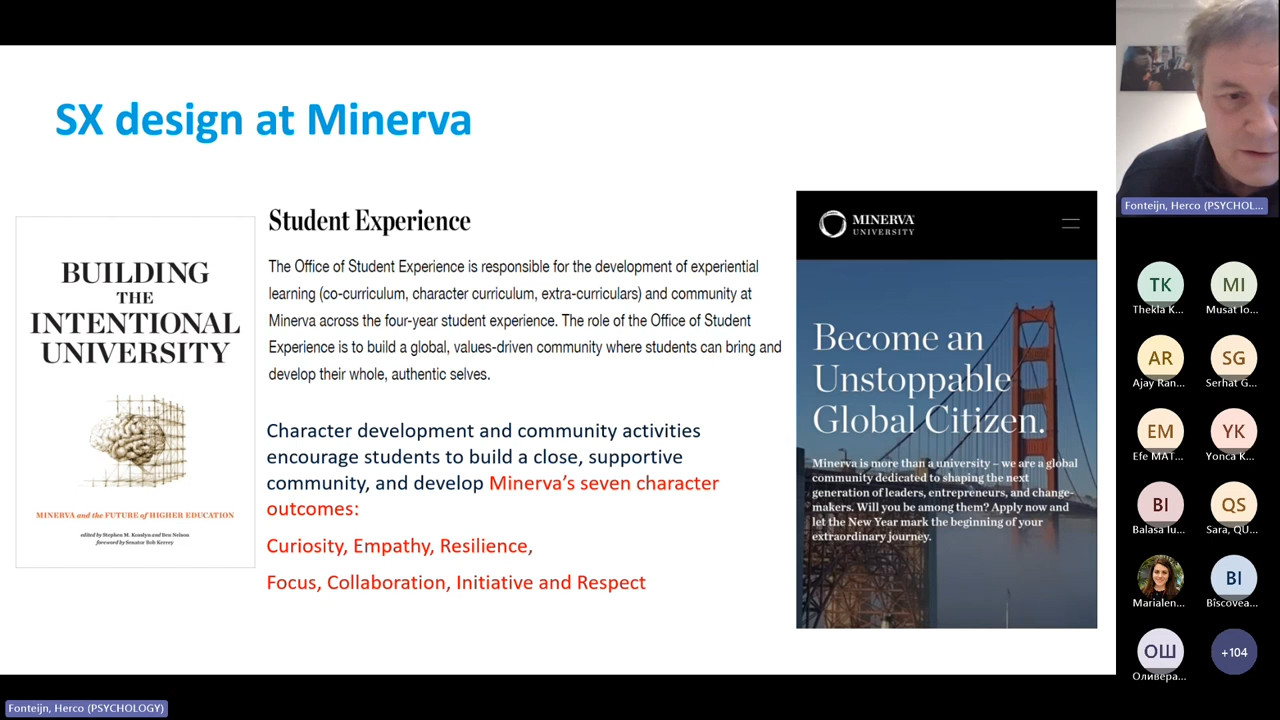 SX design at Minerva
BUILDING
THE
INTENTIONAL
UNIVERSITY
MINERVA and the FUTURE of HIGHER EDUCATION
edited by Stephen M. Kosslyn and Ben Nelson
foreword by Senator Bob Kerrey
Student Experience
The Office of Student Experience is responsible for the development of experiential
learning (co-curriculum, character curriculum, extra-curriculars) and community at
Minerva across the four-year student experience. The role of the Office of Student
Experience is to build a global, values-driven community where students can bring and
develop their whole, authentic selves.
Character development and community activities
encourage students to build a close, supportive
community, and develop Minerva's seven character
outcomes:
Curiosity, Empathy, Resilience,
Focus, Collaboration, Initiative and Respect
MINERVA
UNIVERSITY
Become an
Unstoppable
Global Citizen.
Minerva is more than a university – we are a global
community dedicated to shaping the next
generation of leaders, entrepreneurs, and change-
makers. Will you be among them? Apply now and
let the New Year mark the beginning of your
extraordinary journey.
Fonteijn, Herco (PSYCHOL...
TK
Thekla K...
MI
Musat Io...
AR
Ajay Ran...
SG
Serhat G...
EM
Efe MAT...
YK
Yonca K...
BI
Balasa Iu...
QS
Sara, QU...
Marialen...
BI
Bîscovea...
ОШ
Оливера...
+104
Fonteijn, Herco (PSYCHOLOGY)